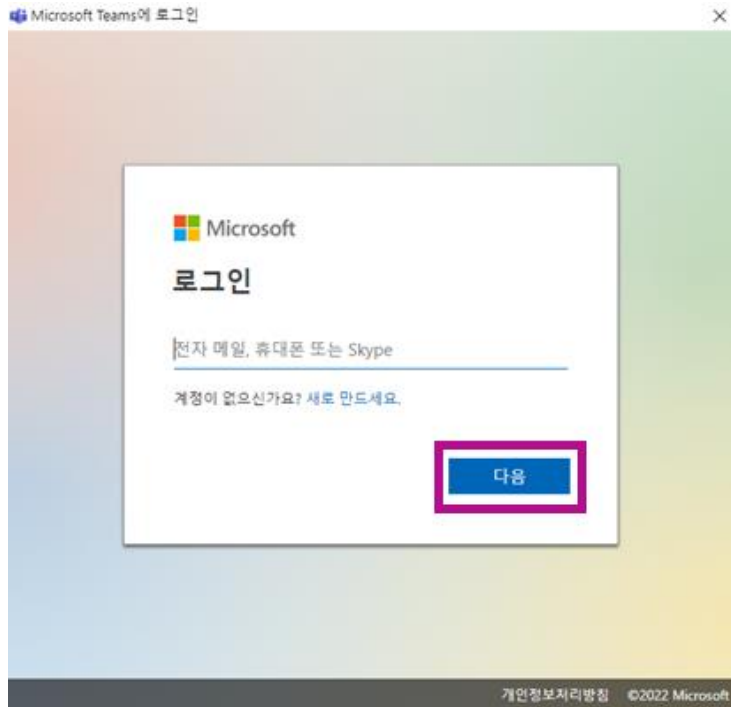 Microsoft Teams에 로그인
Microsoft
로그인
전자 메일, 휴대폰 또는 Skype
계정이 없으신가요? 새로 만드세요.
다음
개인정보처리방침 ©2022 Microsoft